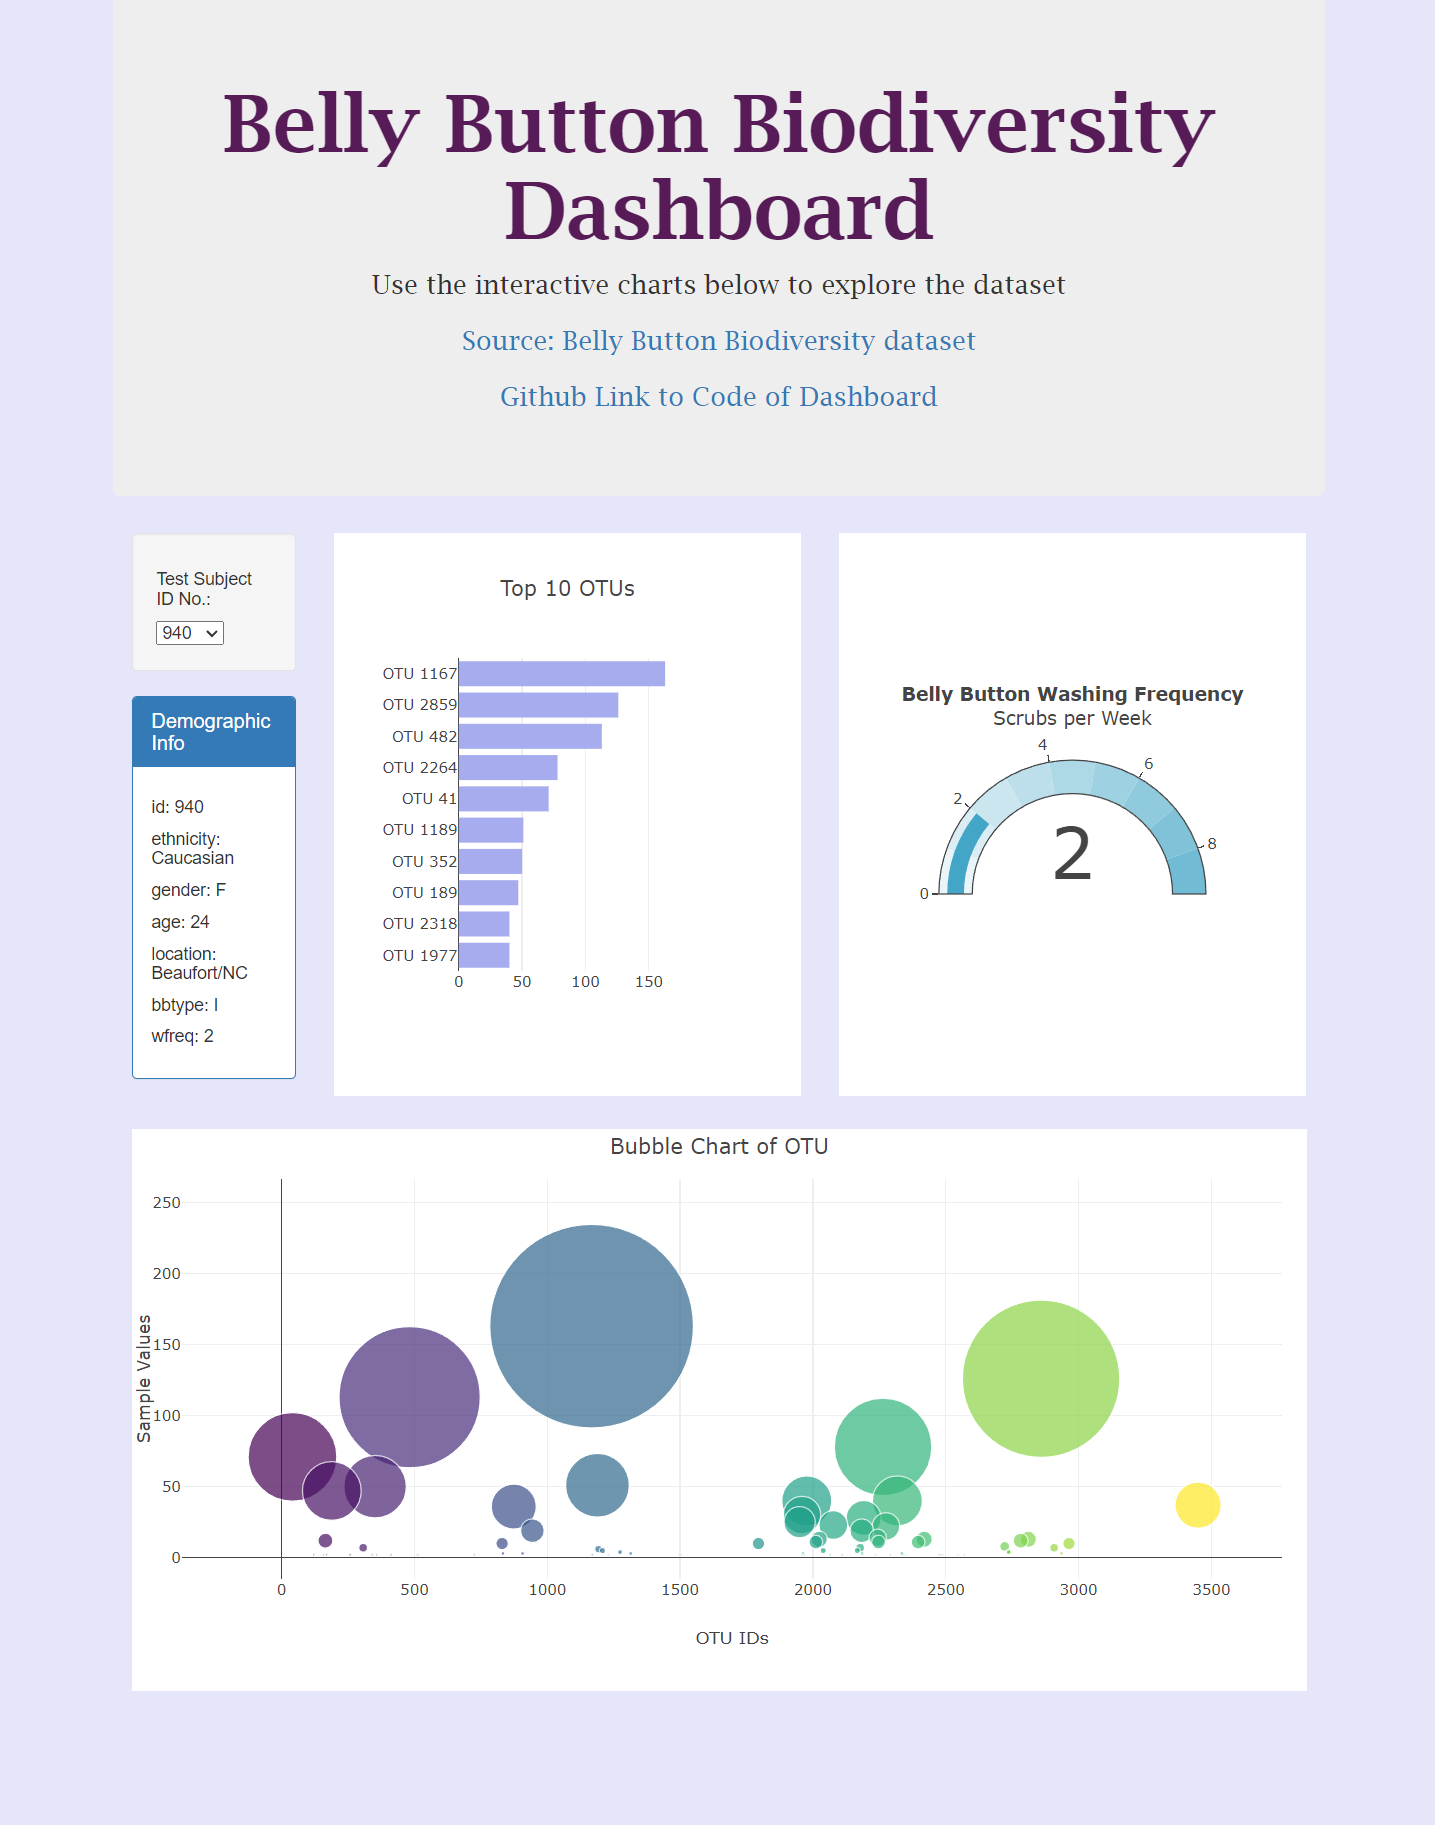 Belly Button Biodiversity
Dashboard
Use the interactive charts below to explore the dataset
Source: Belly Button Biodiversity dataset
Github Link to Code of Dashboard
Test Subject
ID No.:
940
Demographic
Info
id: 940
ethnicity:
Caucasian
gender: F
age: 24
location:
Beaufort/NC
bbtype: I
wfreq: 2
Top 10 OTUs
OTU 1167
OTU 2859
OTU 482
OTU 2264
OTU 41
OTU 1189
OTU 352
OTU 189
OTU 2318
OTU 1977
0 50 100 150
Belly Button Washing Frequency
Scrubs per Week
0
2
4
6
8
2
Bubble Chart of OTU
Sample Values
250
200
150
100
50
0
0 500 1000 1500 2000 2500 3000 3500
OTU IDs